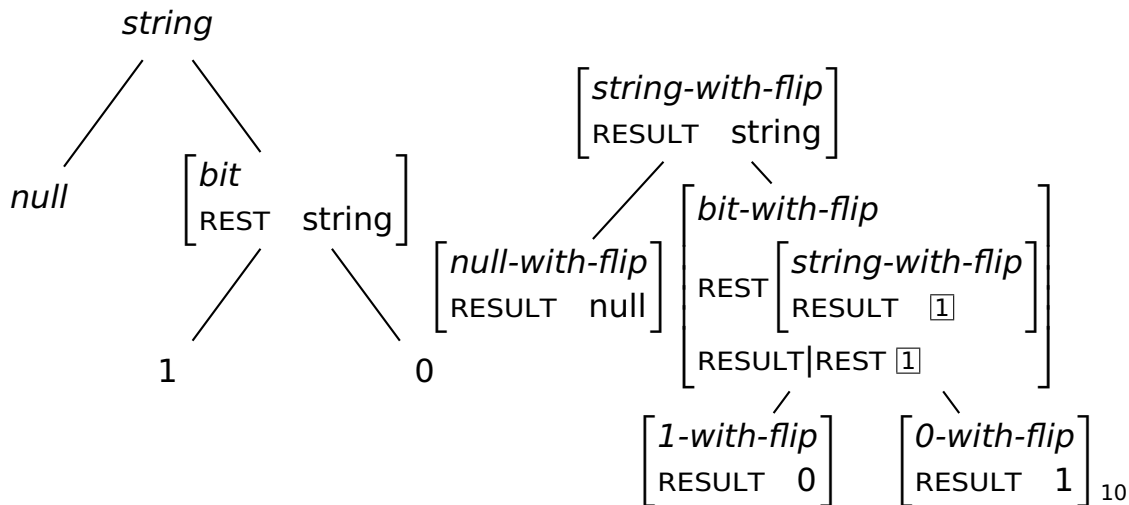 string
null
bit
REST string
1 0
string-with-flip
RESULT string
null-with-flip
RESULT null
bit-with-flip
REST
string-with-flip
RESULT 1
RESULT|REST 1
1-with-flip
RESULT 0
0-with-flip
RESULT 1
10